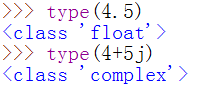 >>> type(4.5)
<class 'float'>
>>> type(4+5j)
<class 'complex'>